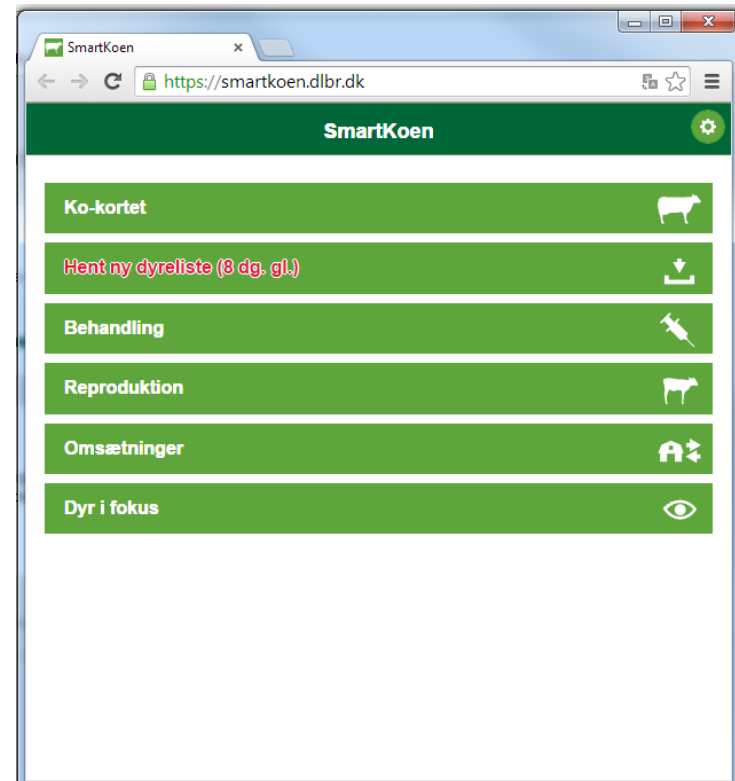 SmartKoen
https://smartkoen.dlbr.dk
SmartKoen
Ko-kortet
Hent ny dyreliste (8 dg. gl.)
Behandling
Reproduktion
Omsætninger
Dyr i fokus